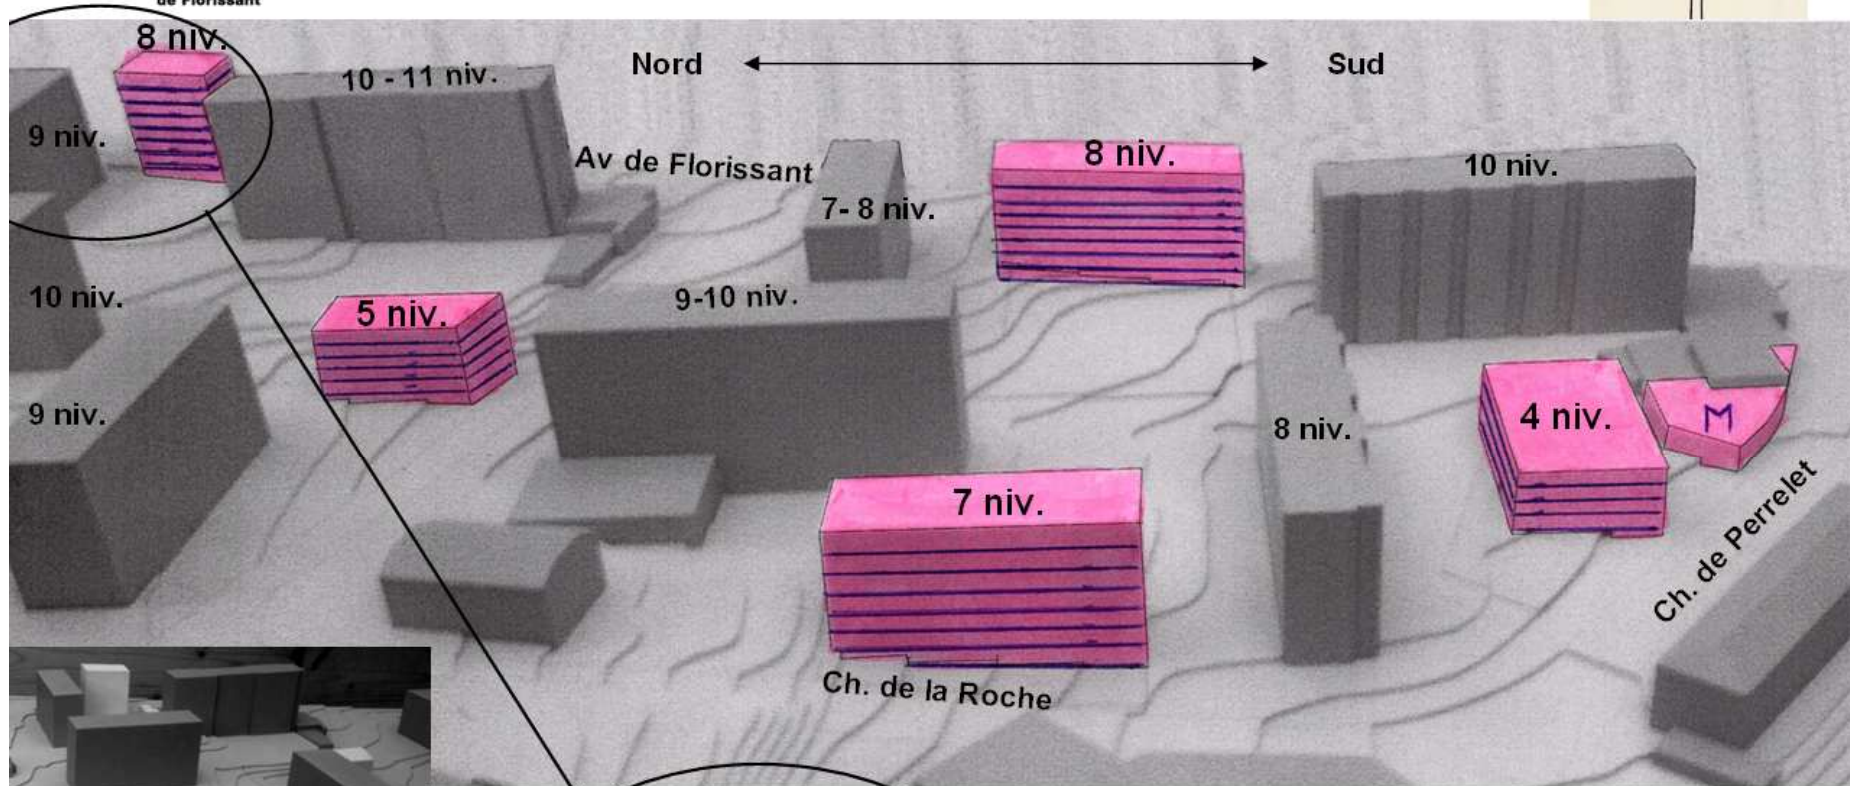 de Florissant
8 niv.
Nord
Sud
10 - 11 niv.
9 niv.
Av de Florissant
8 niv.
10 niv.
7- 8 niv.
10 niv.
5 niv.
9-10 niv.
9 niv.
8 niv.
4 niv.
M
7 niv.
Ch. de Perrelet
Ch. de la Roche